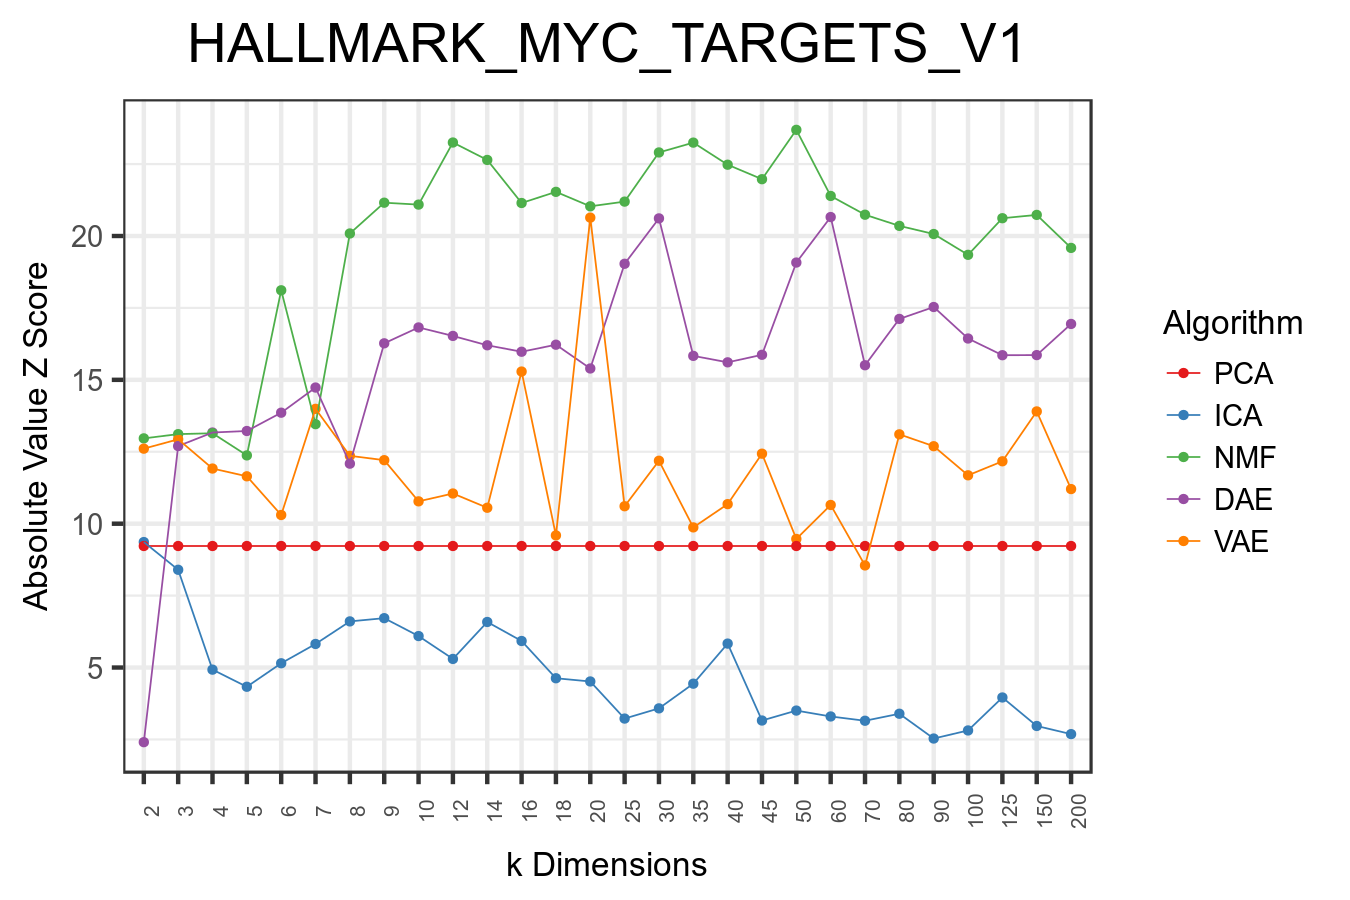 HALLMARK_MYC_TARGETS_V1
Absolute Value Z Score
20
15
10
5
2 3 4 5 6 7 8 9 10 12 14 16 18 20 25 30 35 40 45 50 60 70 80 90 100 125 150 200
k Dimensions
Algorithm
PCA
ICA
NMF
DAE
VAE